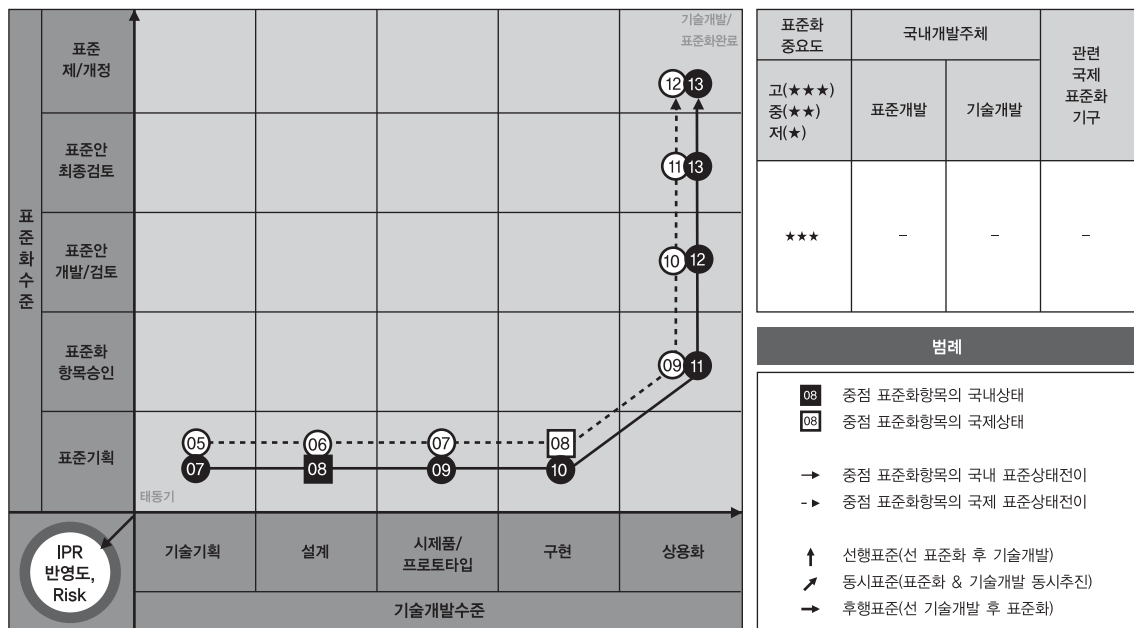 표준화수준
표준
제/개정
표준안
최종검토
표준안
개발/검토
표준화
항목승인
표준기획
기술개발/
표준화완료
12 13
11 13
10 12
09 11
05 06 07 08
07 08 09 10
태동기
IPR
반영도,
Risk
기술기획
설계
시제품/
프로토타입
구현
상용화
기술개발수준
표준화
중요도
국내개발주체
관련
국제
표준화
기구
고(★★★)
중(★★)
저(★)
표준개발
기술개발
★★★
–
–
–
범례
08 중점 표준화항목의 국내상태
08 중점 표준화항목의 국제상태
→ 중점 표준화항목의 국내 표준상태전이
-▸ 중점 표준화항목의 국제 표준상태전이
↑ 선행표준(선 표준화 후 기술개발)
↗ 동시표준(표준화 & 기술개발 동시추진)
→ 후행표준(선 기술개발 후 표준화)